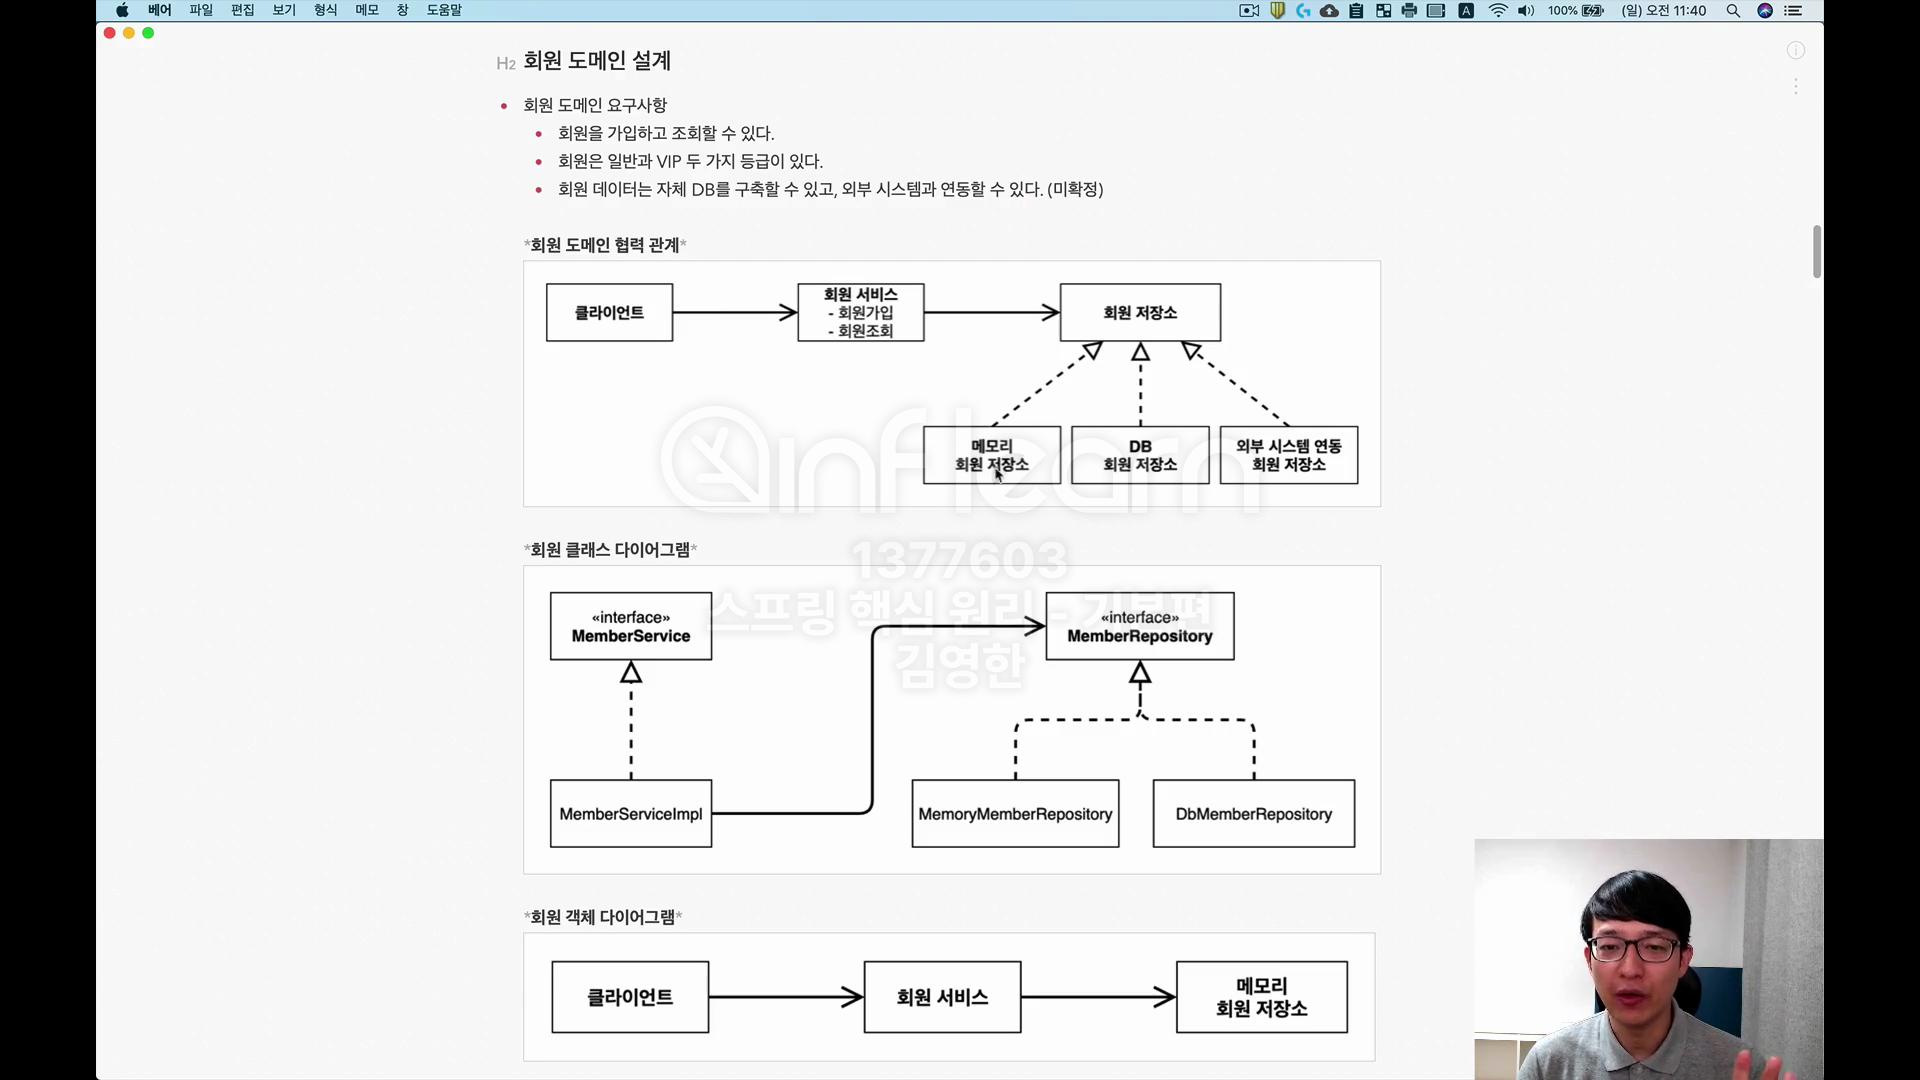 베어 파일 편집 보기 형식 메모 창 도움말
A 100% (일) 오전 11:40
H2 회원 도메인 설계
회원 도메인 요구사항
회원을 가입하고 조회할 수 있다.
회원은 일반과 VIP 두 가지 등급이 있다.
회원 데이터는 자체 DB를 구축할 수 있고, 외부 시스템과 연동할 수 있다. (미확정)
*회원 도메인 협력 관계*
클라이언트
회원 서비스
- 회원가입
- 회원조회
회원 저장소
메모리
회원 저장소
DB
회원 저장소
외부 시스템 연동
회원 저장소
inflearn
1377603
스프링 핵심 원리 - 기본편
김영한
*회원 클래스 다이어그램*
«interface»
MemberService
«interface»
MemberRepository
MemberServiceImpl
MemoryMemberRepository
DbMemberRepository
*회원 객체 다이어그램*
클라이언트
회원 서비스
메모리
회원 저장소